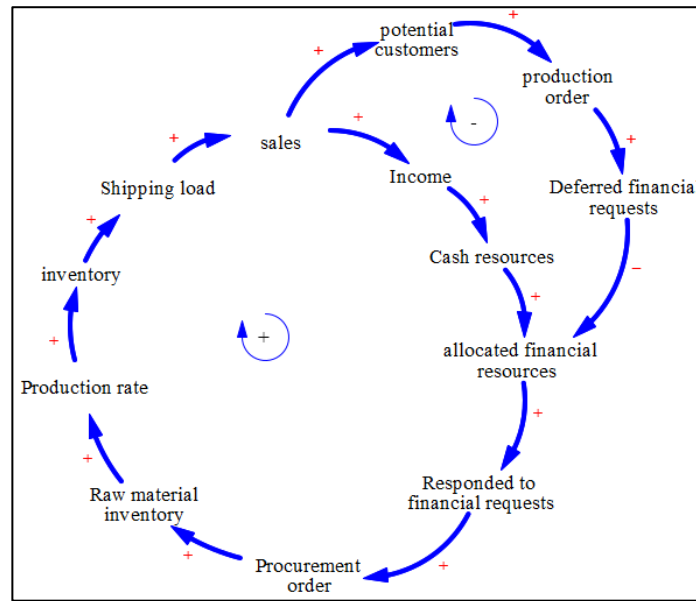 potential
customers
+
+
production
order
+
-
+
sales
+
Income
Deferred financial
requests
Shipping load
+
+
Cash resources
inventory
−
+
+
+
allocated financial
resources
Production rate
+
+
Raw material
inventory
Responded to
financial requests
+
Procurement
order
+